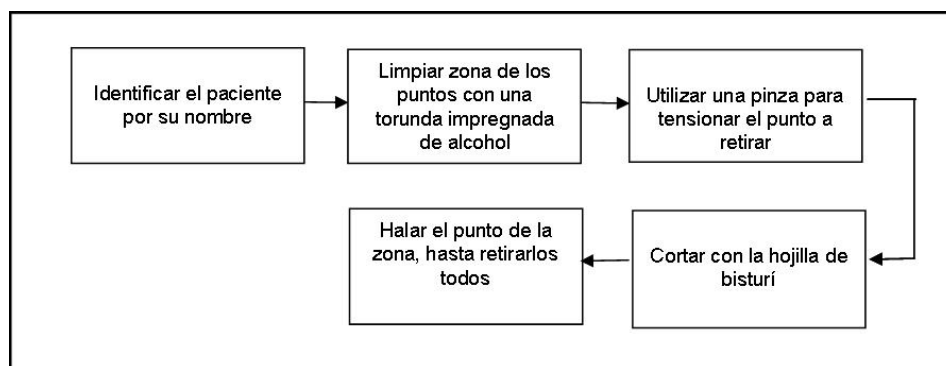 Identificar el paciente
por su nombre
Limpiar zona de los
puntos con una
torunda impregnada
de alcohol
Utilizar una pinza para
tensionar el punto a
retirar
Cortar con la hojilla de
bisturí
Halar el punto de la
zona, hasta retirarlos
todos